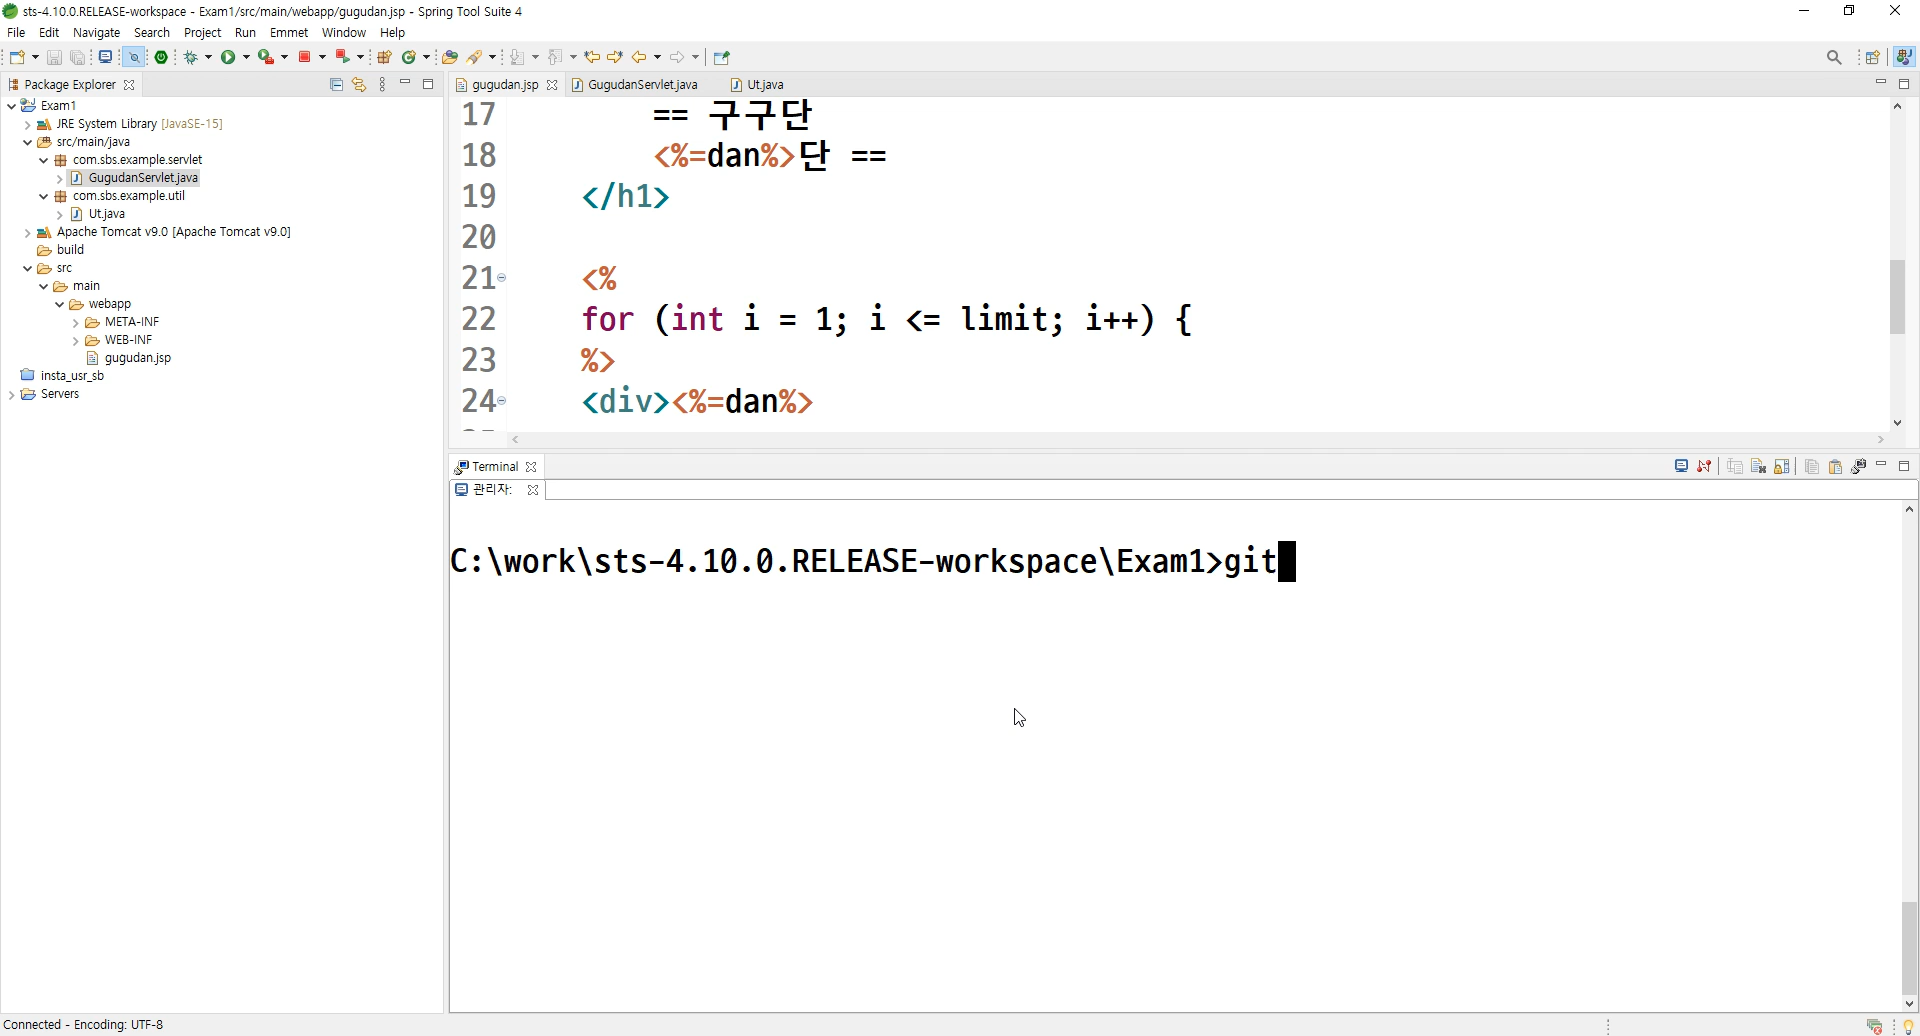 sts-4.10.0.RELEASE-workspace - Exam1/src/main/webapp/gugudan.jsp - Spring Tool Suite 4
File Edit Navigate Search Project Run Emmet Window Help
Package Explorer
Exam1
JRE System Library [JavaSE-15]
src/main/java
com.sbs.example.servlet
GugudanServlet.java
com.sbs.example.util
Ut.java
Apache Tomcat v9.0 [Apache Tomcat v9.0]
build
src
main
webapp
META-INF
WEB-INF
gugudan.jsp
insta_usr_sb
Servers
gugudan.jsp GugudanServlet.java Ut.java
17 == 구구단
18 <%=dan%>단 ==
19 </h1>
20
21 <%
22 for (int i = 1; i <= limit; i++) {
23 %>
24 <div><%=dan%>
Terminal
관리자:
C:\work\sts-4.10.0.RELEASE-workspace\Exam1>git
Connected - Encoding: UTF-8